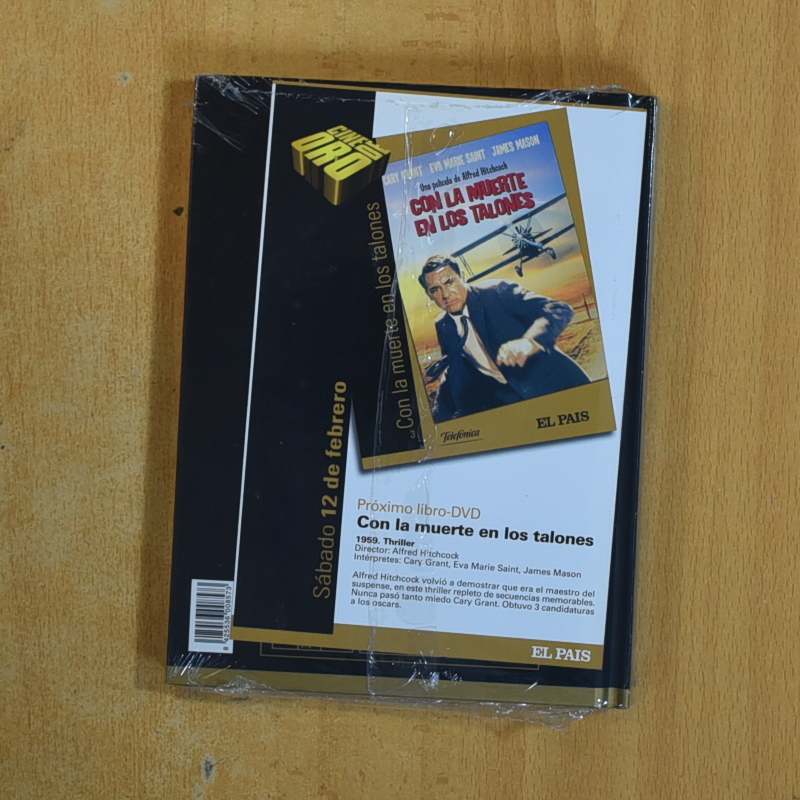 CINE DE
ORO
CARY GRANT EVA MARIE SAINT JAMES MASON
Una película de Alfred Hitchcock
CON LA MUERTE
EN LOS TALONES
Con la muerte en los talones
3
Telefónica
EL PAIS
Sábado 12 de febrero
Próximo libro-DVD
Con la muerte en los talones
1959. Thriller
Director: Alfred Hitchcock
Intérpretes: Cary Grant, Eva Marie Saint, James Mason
Alfred Hitchcock volvió a demostrar que era el maestro del
suspense, en este thriller repleto de secuencias memorables.
Nunca pasó tanto miedo Cary Grant. Obtuvo 3 candidaturas
a los oscars.
EL PAIS